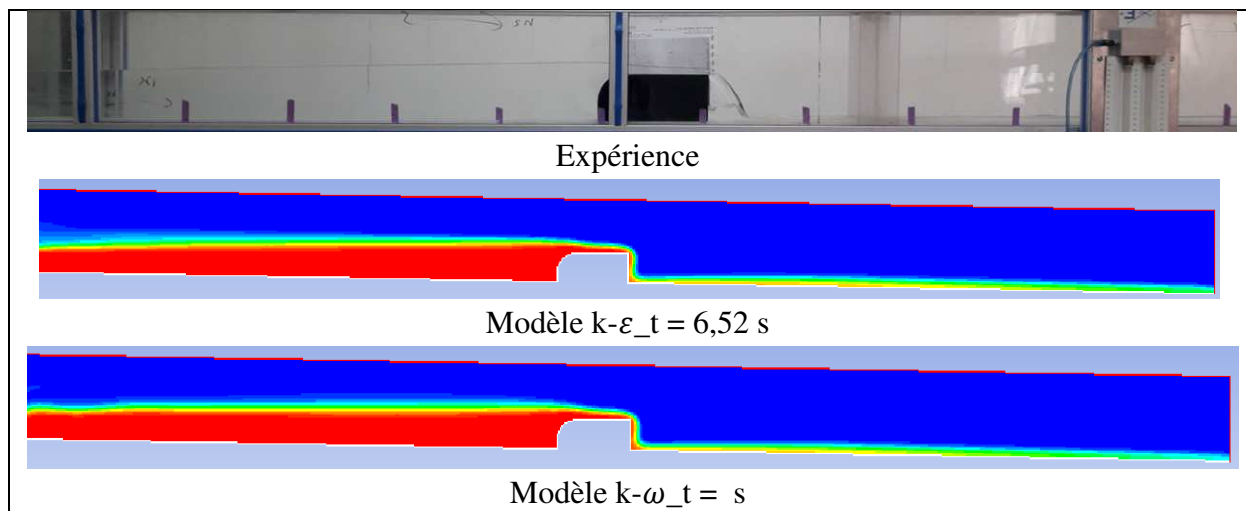 Expérience
Modèle k-ε_t = 6,52 s
Modèle k-ω_t = s